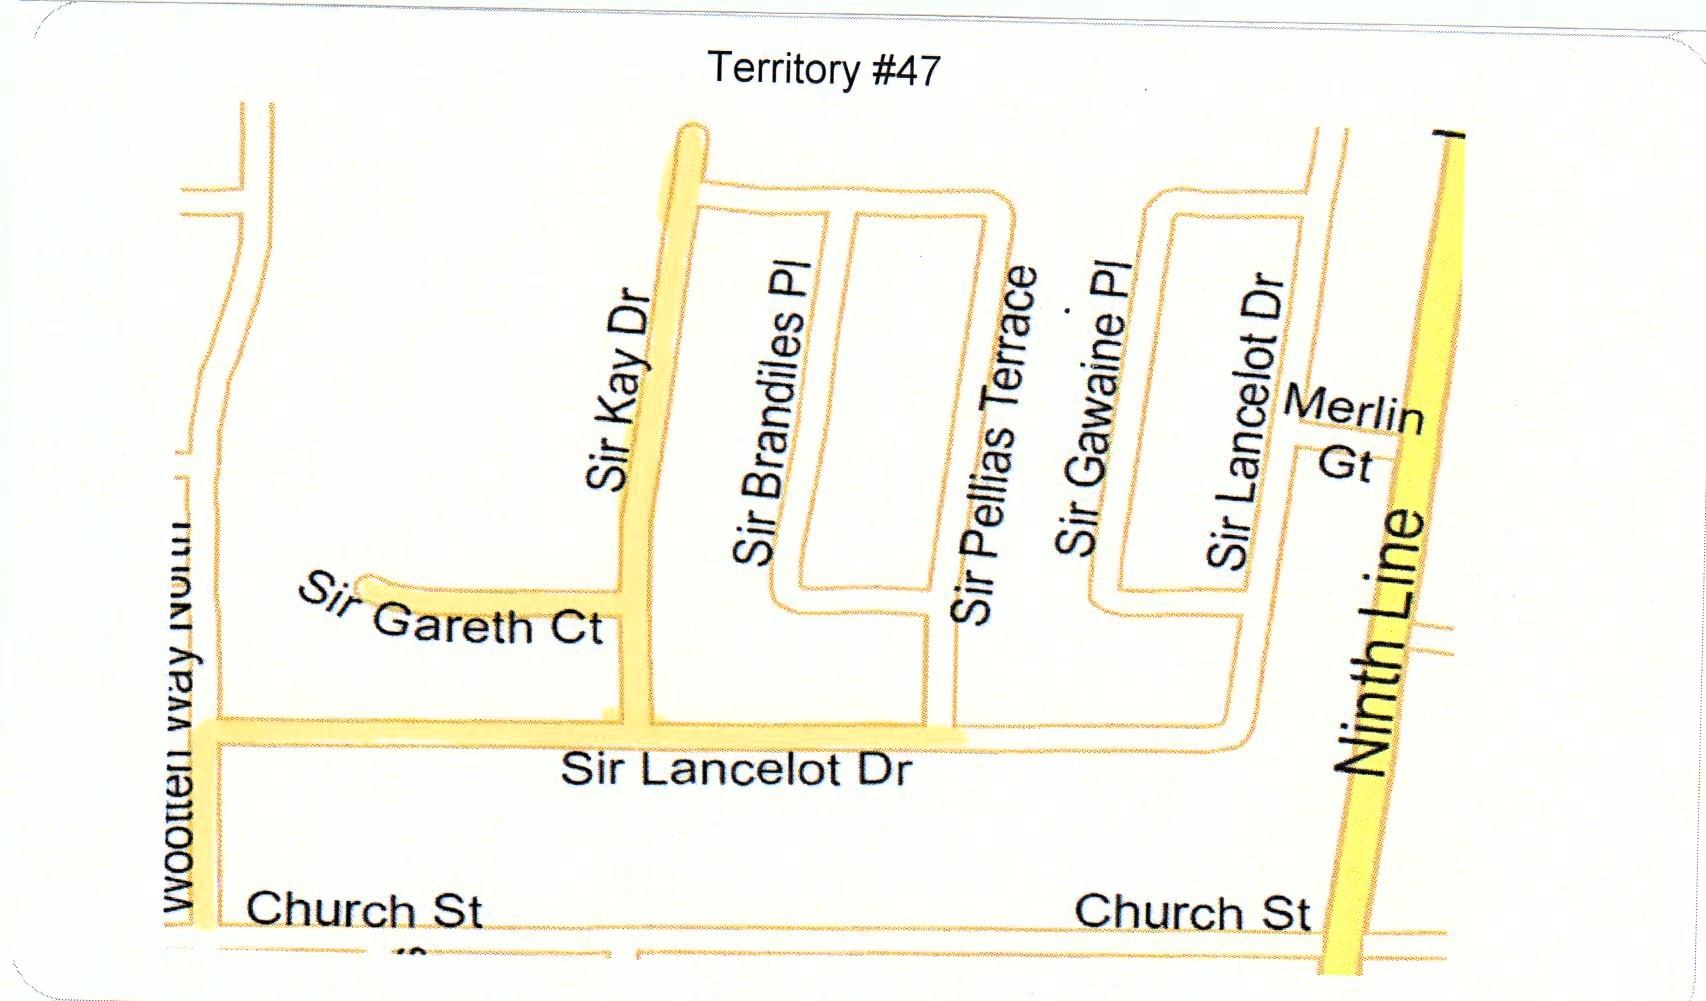 Territory #47
Sir Kay Dr
Sir Brandiles Pl
Sir Pellias Terrace
Sir Gawaine Pl
Sir Lancelot Dr
Merlin
Gt
Ninth Line
Sir Gareth Ct
Wootten Way North
Sir Lancelot Dr
Church St
Church St